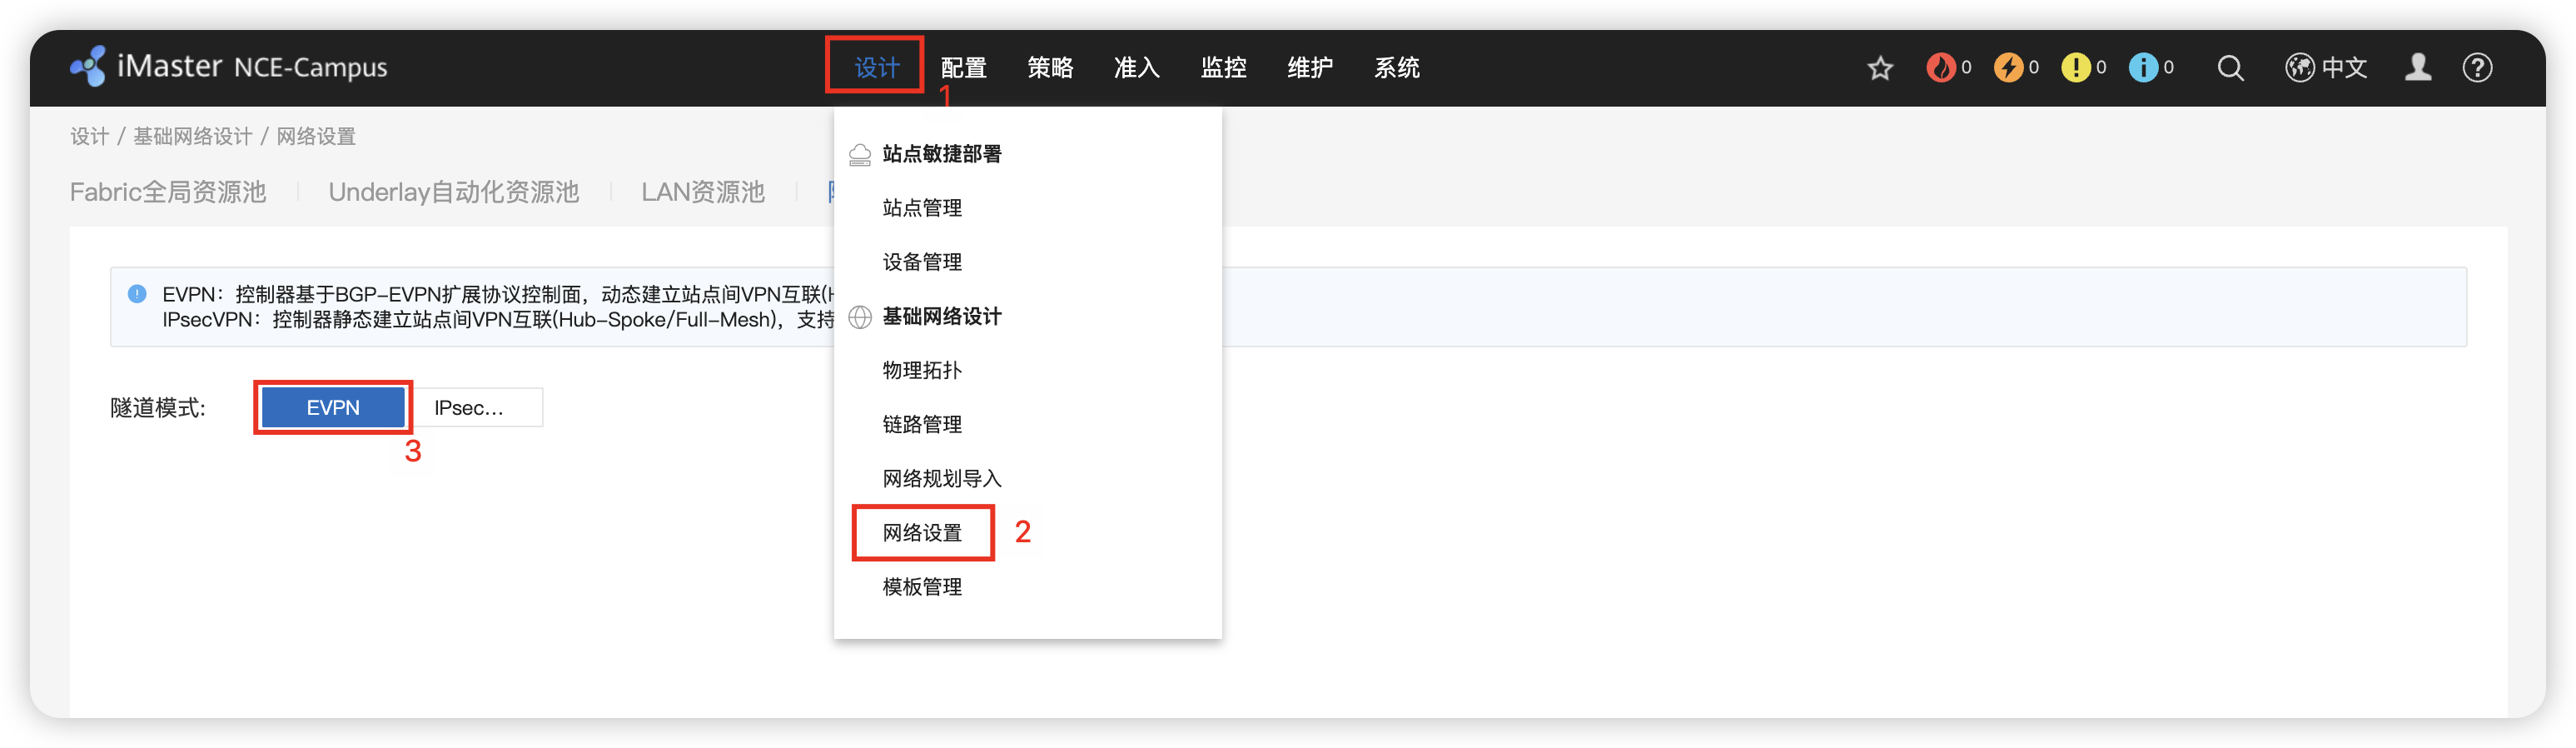 iMaster NCE-Campus
设计 配置 策略 准入 监控 维护 系统
0 0 0 0 中文
1
设计 / 基础网络设计 / 网络设置
Fabric全局资源池 Underlay自动化资源池 LAN资源池
EVPN：控制器基于BGP-EVPN扩展协议控制面，动态建立站点间VPN互联(
IPsecVPN：控制器静态建立站点间VPN互联(Hub-Spoke/Full-Mesh)，支持
隧道模式: EVPN IPsec...
3
站点敏捷部署
站点管理
设备管理
基础网络设计
物理拓扑
链路管理
网络规划导入
网络设置 2
模板管理